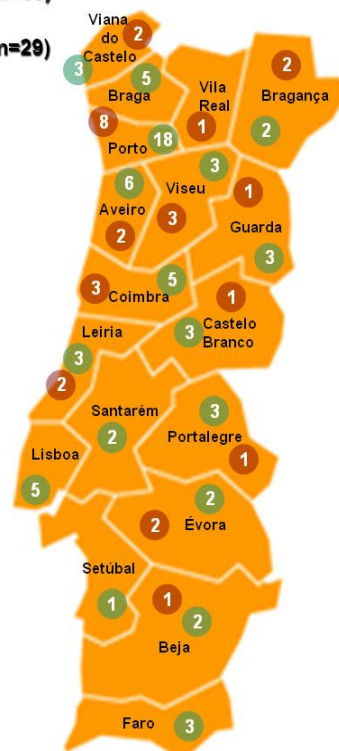 n=29)
Viana
do
Castelo
2
3
5
Braga
Vila
Real
2
Bragança
8
Porto
18
1
2
6
Aveiro
2
3
Viseu
3
1
Guarda
3
3
Coimbra
5
1
3
Castelo
Branco
Leiria
3
2
Santarém
2
3
Portalegre
1
Lisboa
5
2
2
Évora
Setúbal
1
1
2
Beja
Faro
3